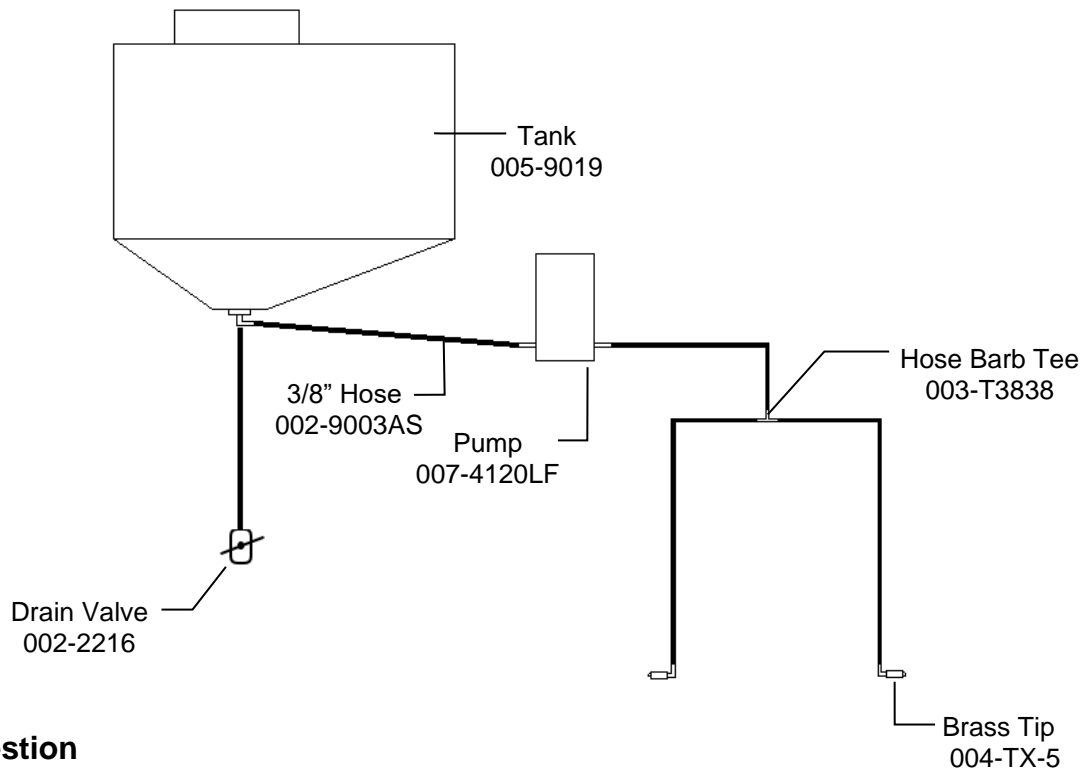 Tank
005-9019
3/8” Hose
002-9003AS
Pump
007-4120LF
Hose Barb Tee
003-T3838
Drain Valve
002-2216
Brass Tip
004-TX-5